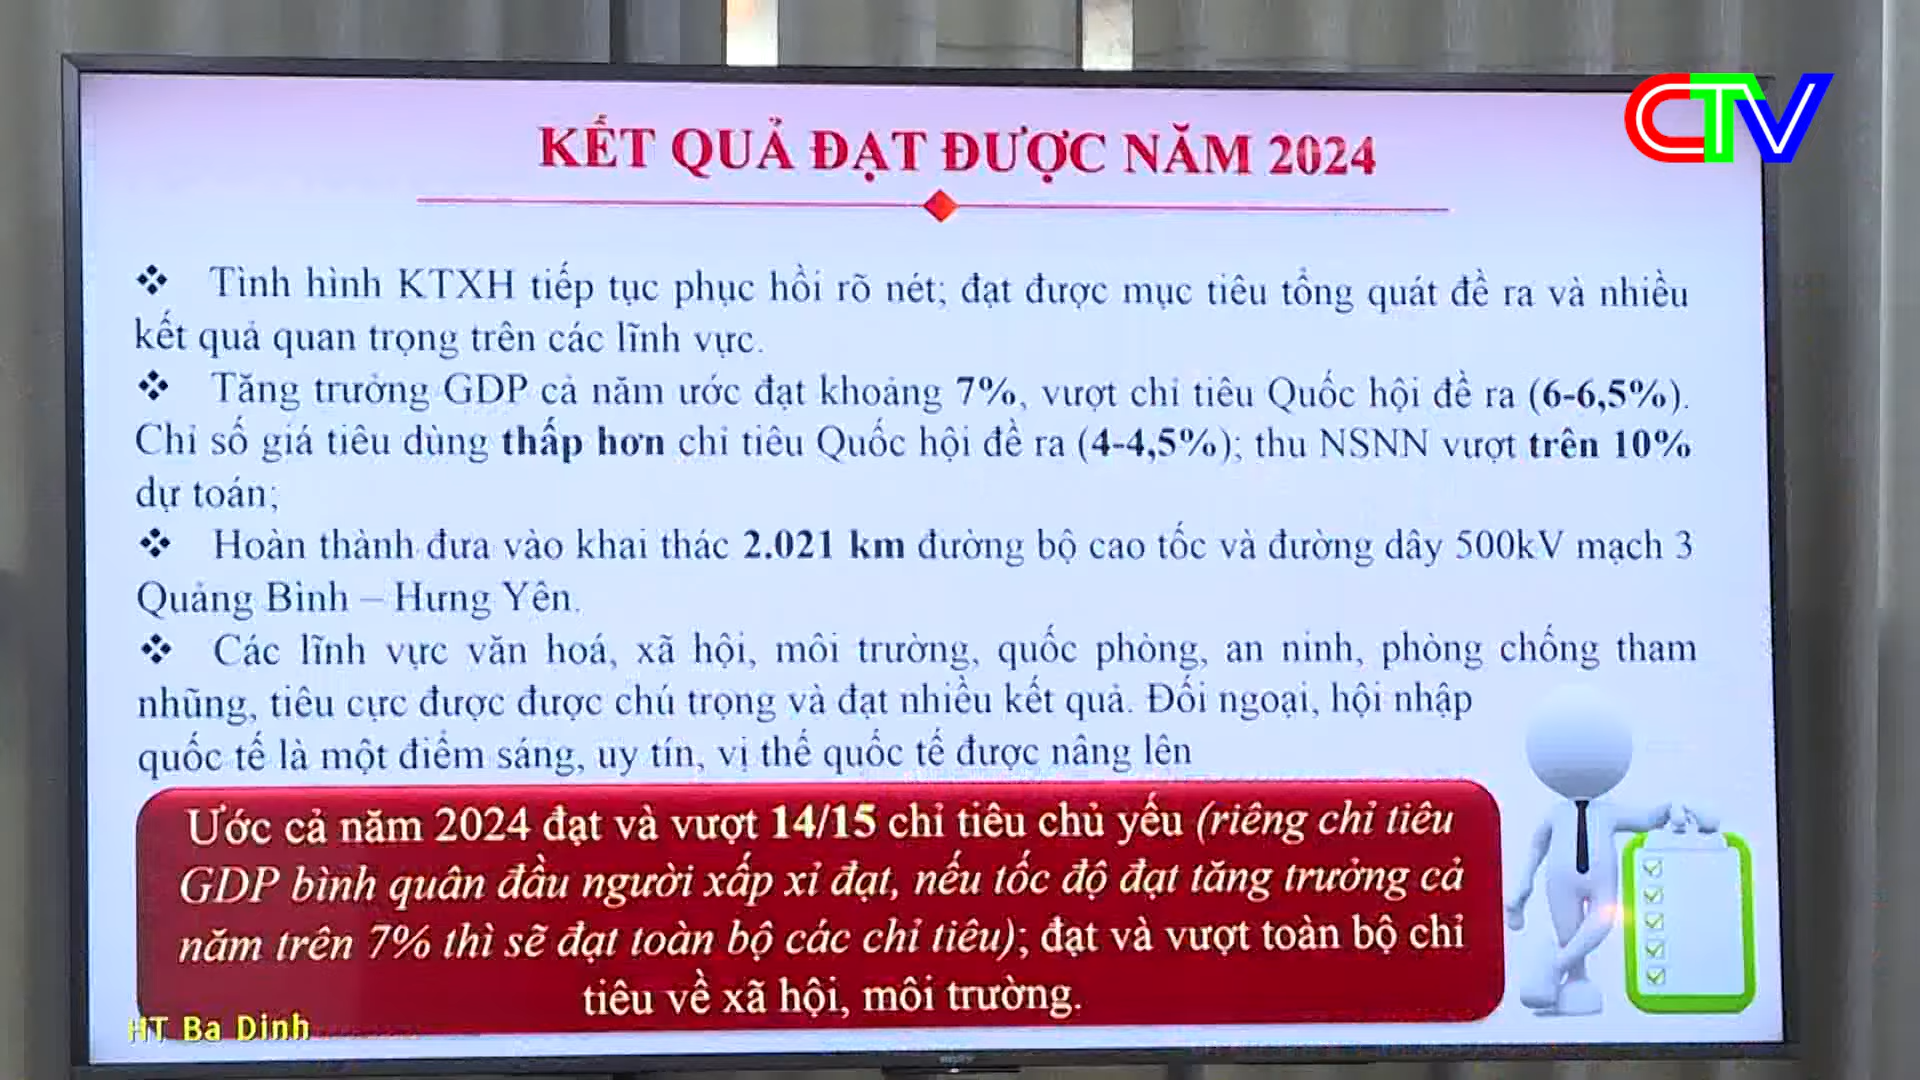 CTV
KẾT QUẢ ĐẠT ĐƯỢC NĂM 2024
❖ Tình hình KTXH tiếp tục phục hồi rõ nét; đạt được mục tiêu tổng quát đề ra và nhiều
kết quả quan trọng trên các lĩnh vực.
❖ Tăng trưởng GDP cả năm ước đạt khoảng 7%, vượt chỉ tiêu Quốc hội đề ra (6-6,5%).
Chỉ số giá tiêu dùng thấp hơn chỉ tiêu Quốc hội đề ra (4-4,5%); thu NSNN vượt trên 10%
dự toán;
❖ Hoàn thành đưa vào khai thác 2.021 km đường bộ cao tốc và đường dây 500kV mạch 3
Quảng Bình – Hưng Yên.
❖ Các lĩnh vực văn hoá, xã hội, môi trường, quốc phòng, an ninh, phòng chống tham
nhũng, tiêu cực được được chú trọng và đạt nhiều kết quả. Đối ngoại, hội nhập
quốc tế là một điểm sáng, uy tín, vị thế quốc tế được nâng lên
Ước cả năm 2024 đạt và vượt 14/15 chỉ tiêu chủ yếu (riêng chỉ tiêu
GDP bình quân đầu người xấp xỉ đạt, nếu tốc độ đạt tăng trưởng cả
năm trên 7% thì sẽ đạt toàn bộ các chỉ tiêu); đạt và vượt toàn bộ chỉ
tiêu về xã hội, môi trường.
HT Ba Dinh